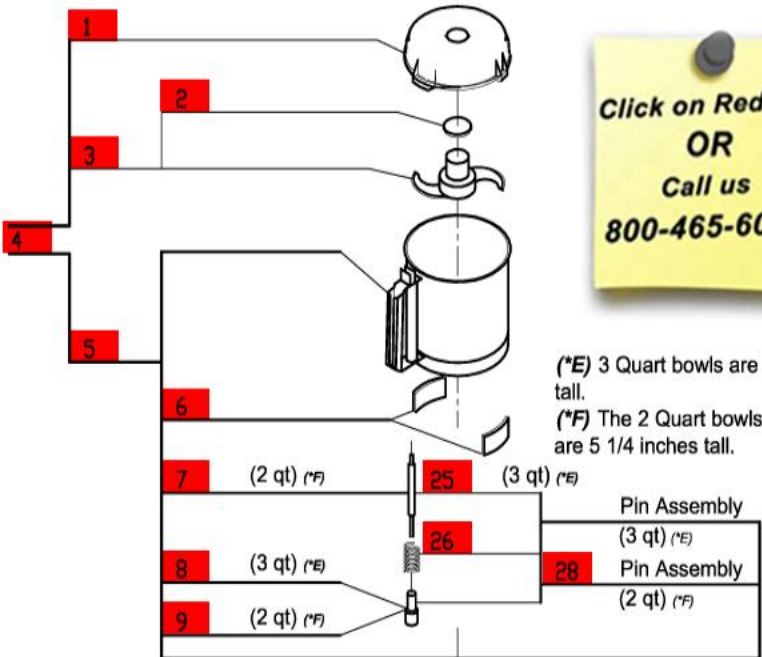 1
2
3
4
5
6
7 (2 qt) (*F) 25 (3 qt) (*E)
26
8 (3 qt) (*E)
9 (2 qt) (*F)
Pin Assembly
(3 qt) (*E)
28 Pin Assembly
(2 qt) (*F)
Click on Red
OR
Call us
(*E) 3 Quart bowls are
tall.
(*F) The 2 Quart bowls
are 5 1/4 inches tall.